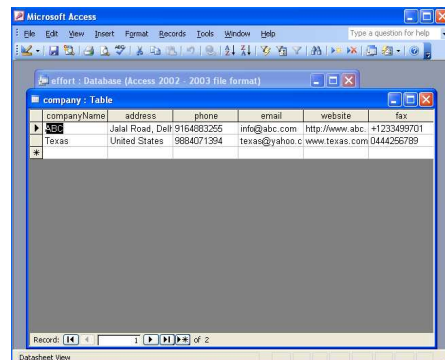 Microsoft Access
File Edit View Insert Format Records Tools Window Help Type a question for help
effort : Database (Access 2002 - 2003 file format)
company : Table
companyName address phone email website fax
ABC Jalal Road, Delh 9164883255 info@abc.com http://www.abc. +1233499701
Texas United States 9884071394 texas@yahoo.c www.texas.com 0444256789
Record: 1 of 2
Datasheet View